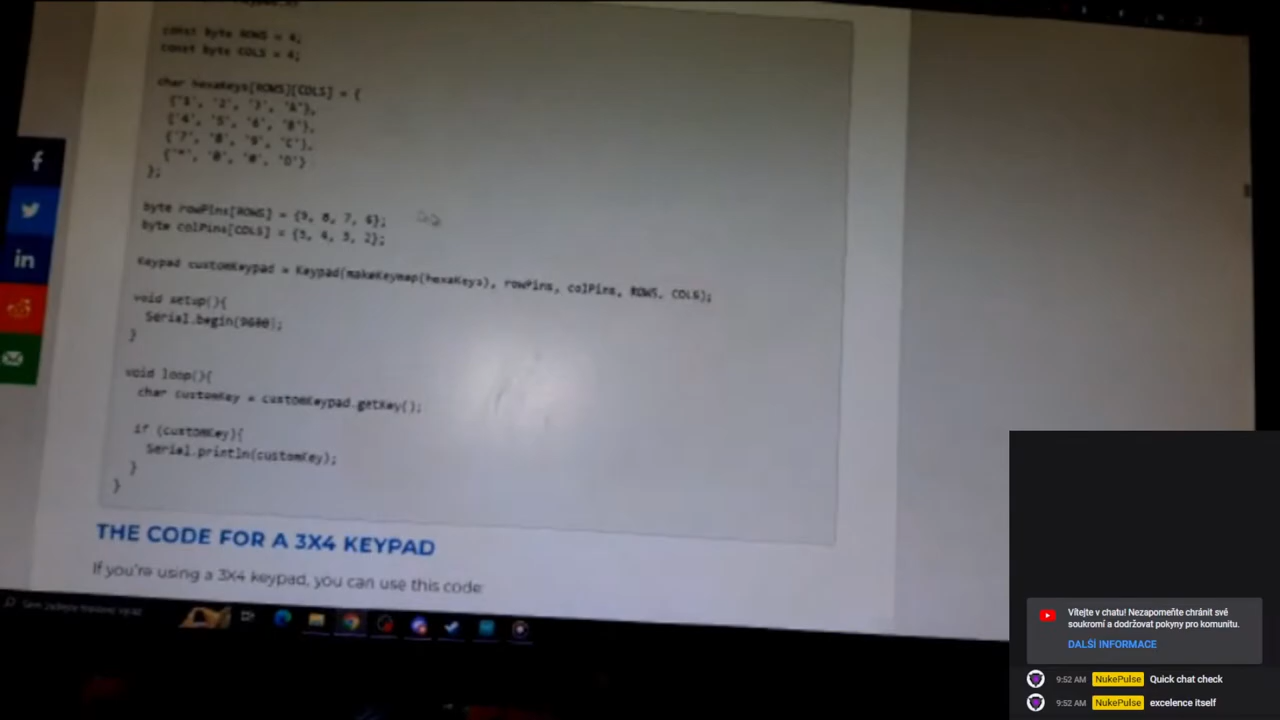 const byte ROWS = 4;
const byte COLS = 4;
char hexaKeys[ROWS][COLS] = {
{'1', '2', '3', 'A'},
{'4', '5', '6', 'B'},
{'7', '8', '9', 'C'},
{'*', '0', '#', 'D'}
};
byte rowPins[ROWS] = {9, 8, 7, 6};
byte colPins[COLS] = {5, 4, 3, 2};
Keypad customKeypad = Keypad(makeKeymap(hexaKeys), rowPins, colPins, ROWS, COLS);
void setup(){
Serial.begin(9600);
}
void loop(){
char customKey = customKeypad.getKey();
if (customKey){
Serial.println(customKey);
}
}
THE CODE FOR A 3X4 KEYPAD
If you're using a 3X4 keypad, you can use this code:
Vítejte v chatu! Nezapomeňte chránit své
soukromí a dodržovat pokyny pro komunitu.
DALŠÍ INFORMACE
9:52 AM NukePulse Quick chat check
9:52 AM NukePulse excelence itself